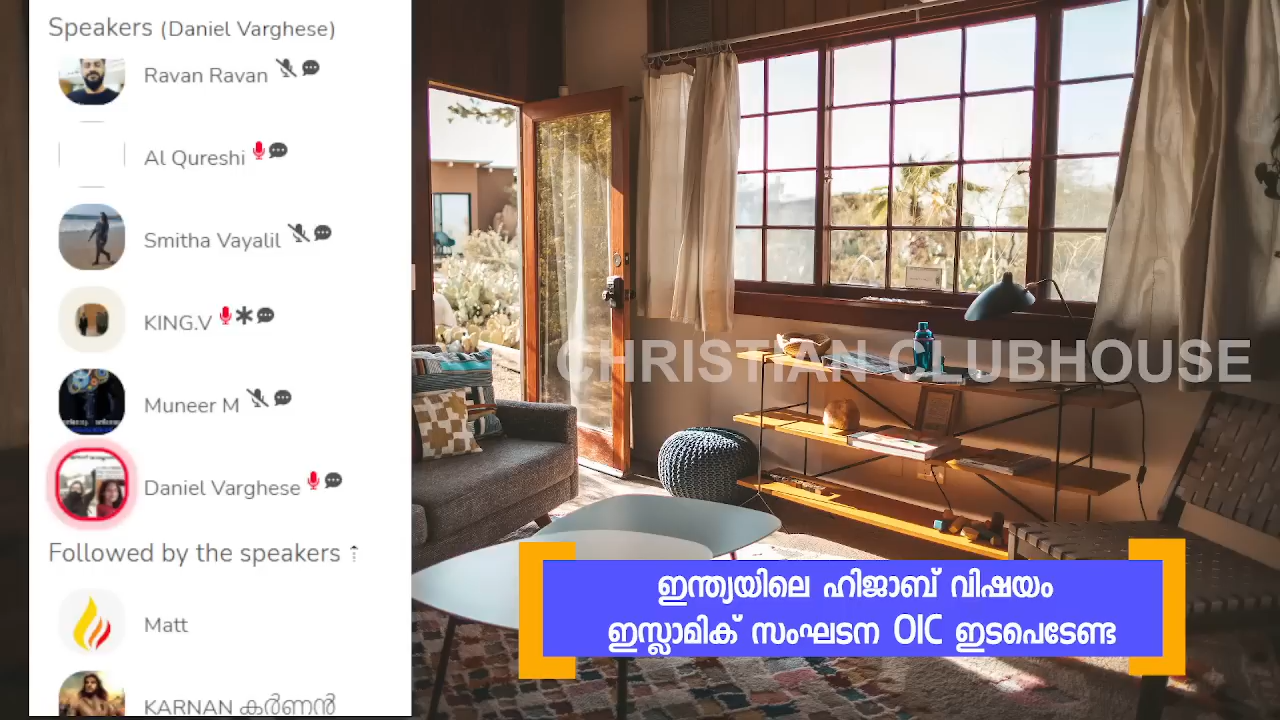 Speakers (Daniel Varghese)
Ravan Ravan
Al Qureshi
Smitha Vayalil
KING.V
Muneer M
Daniel Varghese
Followed by the speakers
Matt
KARNAN കർണൻ
CHRISTIAN CLUBHOUSE
ഇന്ത്യയിലെ ഹിജാബ് വിഷയം
ഇസ്ലാമിക് സംഘടന OIC ഇടപെടേണ്ട